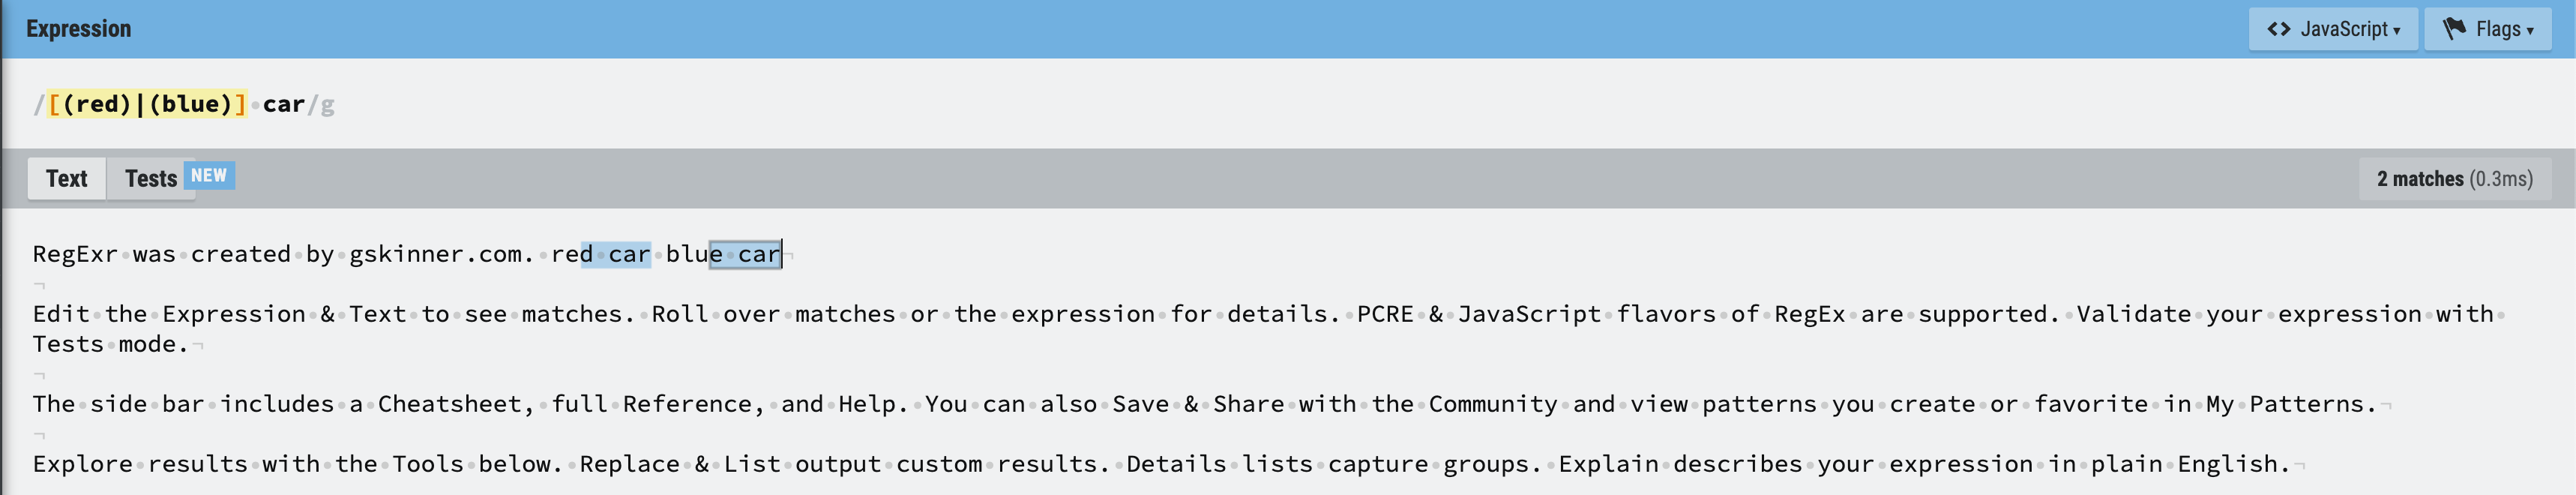 Expression
<> JavaScript ▾ Flags ▾
/[(red)|(blue)] car/g
Text Tests NEW 2 matches (0.3ms)
RegExr was created by gskinner.com. red car blue car
Edit the Expression & Text to see matches. Roll over matches or the expression for details. PCRE & JavaScript flavors of RegEx are supported. Validate your expression with
Tests mode.
The side bar includes a Cheatsheet, full Reference, and Help. You can also Save & Share with the Community and view patterns you create or favorite in My Patterns.
Explore results with the Tools below. Replace & List output custom results. Details lists capture groups. Explain describes your expression in plain English.